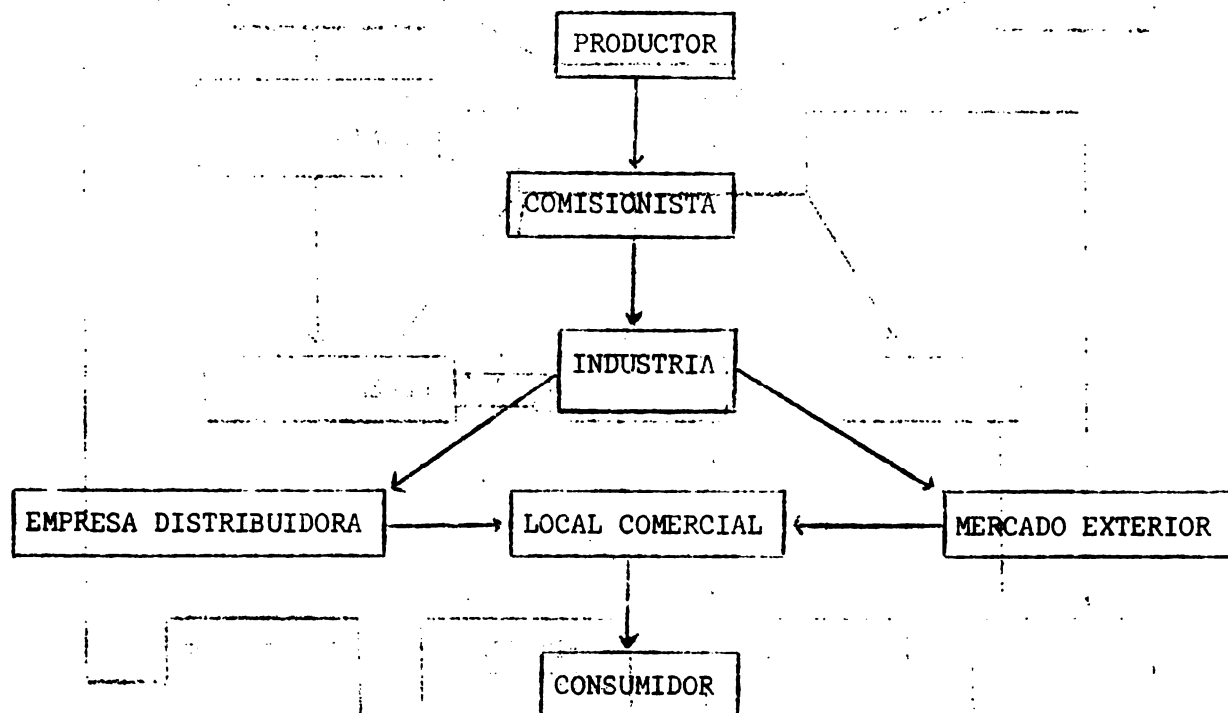 PRODUCTOR
COMISIONISTA
INDUSTRIA
EMPRESA DISTRIBUIDORA
LOCAL COMERCIAL
MERCADO EXTERIOR
CONSUMIDOR